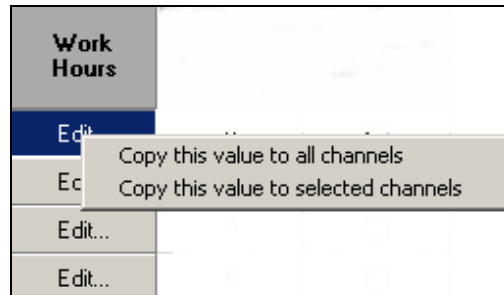 Work
Hours
Edit...
Copy this value to all channels
Copy this value to selected channels
Edit...
Edit...